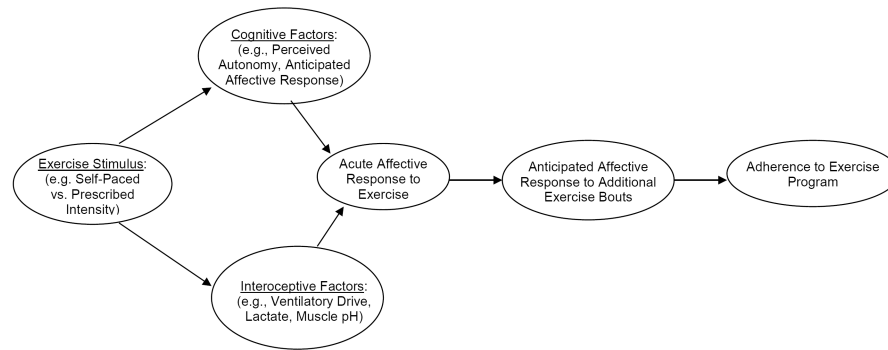 Cognitive Factors:
(e.g., Perceived
Autonomy, Anticipated
Affective Response)
Exercise Stimulus:
(e.g. Self-Paced
vs. Prescribed
Intensity)
Acute Affective
Response to
Exercise
Anticipated Affective
Response to Additional
Exercise Bouts
Adherence to Exercise
Program
Interoceptive Factors:
(e.g., Ventilatory Drive,
Lactate, Muscle pH)